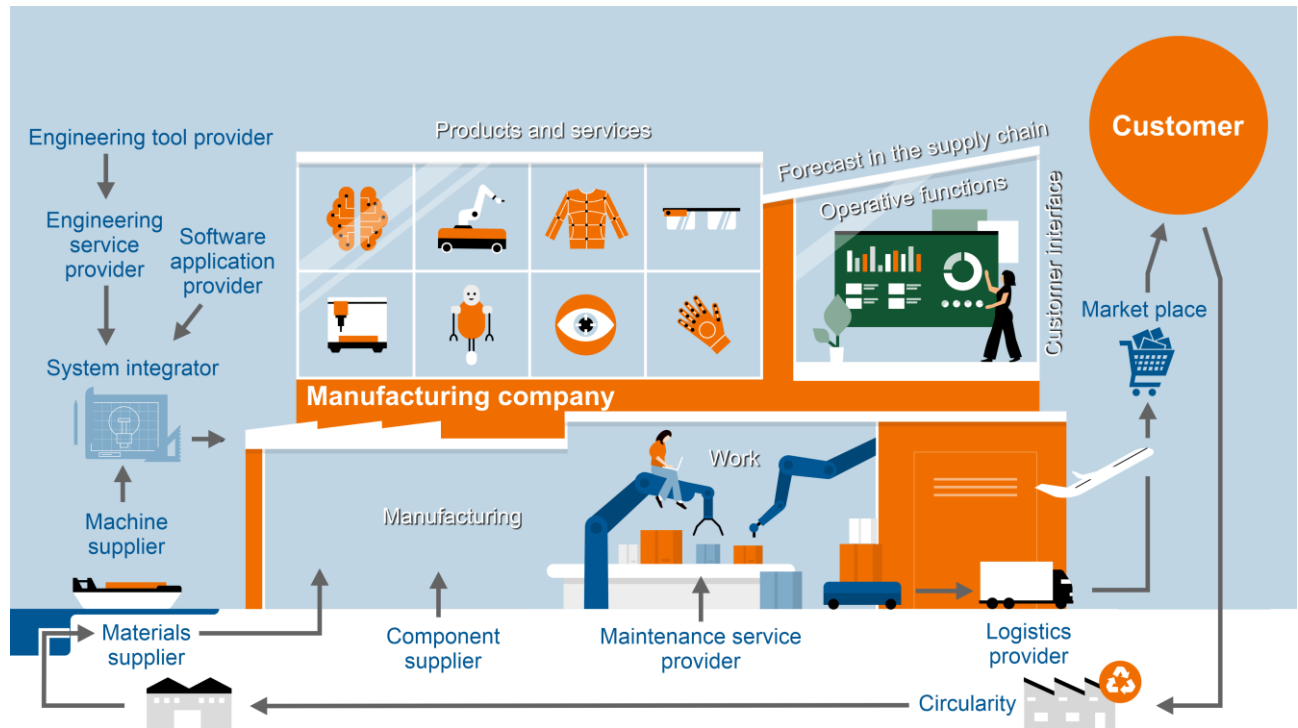 Products and services
Forecast in the supply chain
Operative functions
Customer interface
Customer
Engineering tool provider
Engineering
service
provider
Software
application
provider
System integrator
Market place
Manufacturing company
Work
Manufacturing
Machine
supplier
Materials
supplier
Component
supplier
Maintenance service
provider
Logistics
provider
Circularity